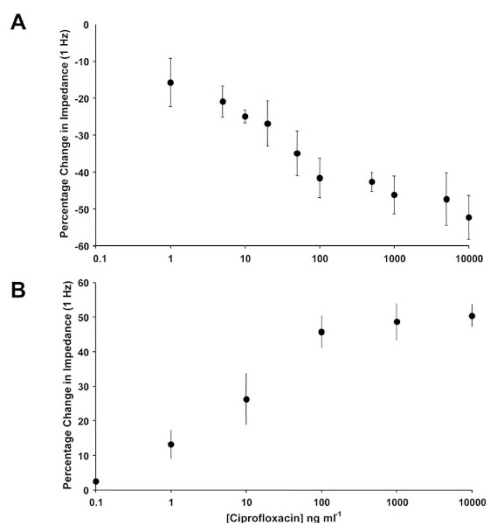 A
Percentage Change in Impedance (1 Hz)
0
-10
-20
-30
-40
-50
-60
0.1 1 10 100 1000 10000
B
Percentage Change in Impedance (1 Hz)
60
50
40
30
20
10
0
0.1 1 10 100 1000 10000
[Ciprofloxacin] ng ml⁻¹